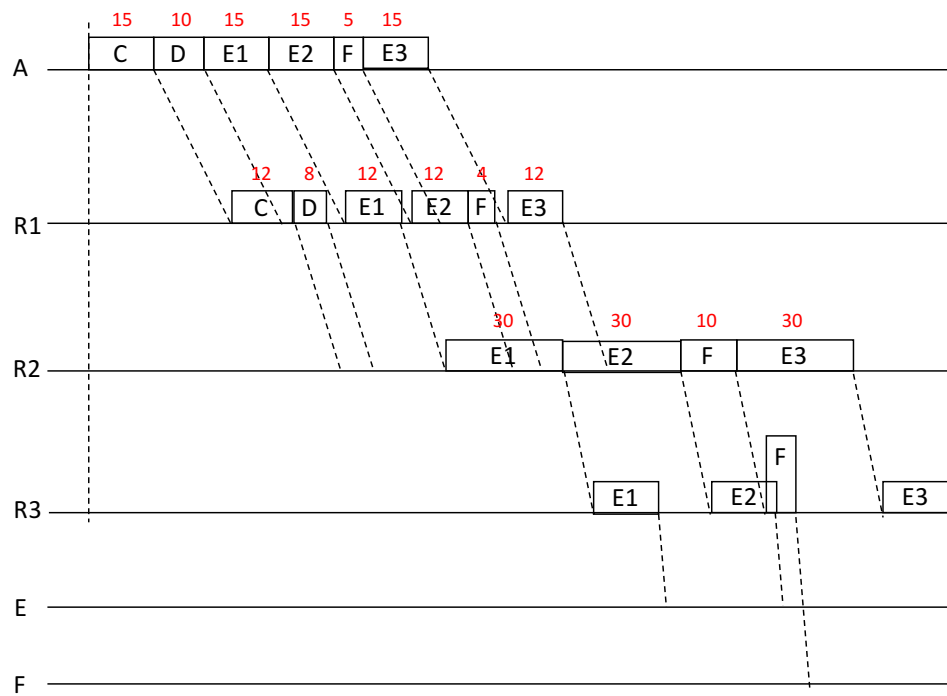 15 10 15 15 5 15
A C D E1 E2 F E3
12 8 12 12 4 12
R1 C D E1 E2 F E3
30 30 10 30
R2 E1 E2 F E3
F
R3 E1 E2 E3
E
F